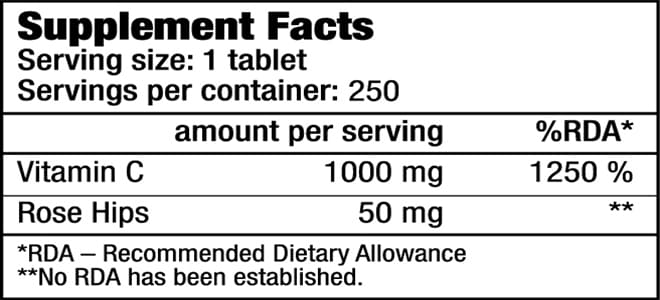 Supplement Facts
Serving size: 1 tablet
Servings per container: 250
amount per serving %RDA*
Vitamin C 1000 mg 1250 %
Rose Hips 50 mg **
*RDA – Recommended Dietary Allowance
**No RDA has been established.